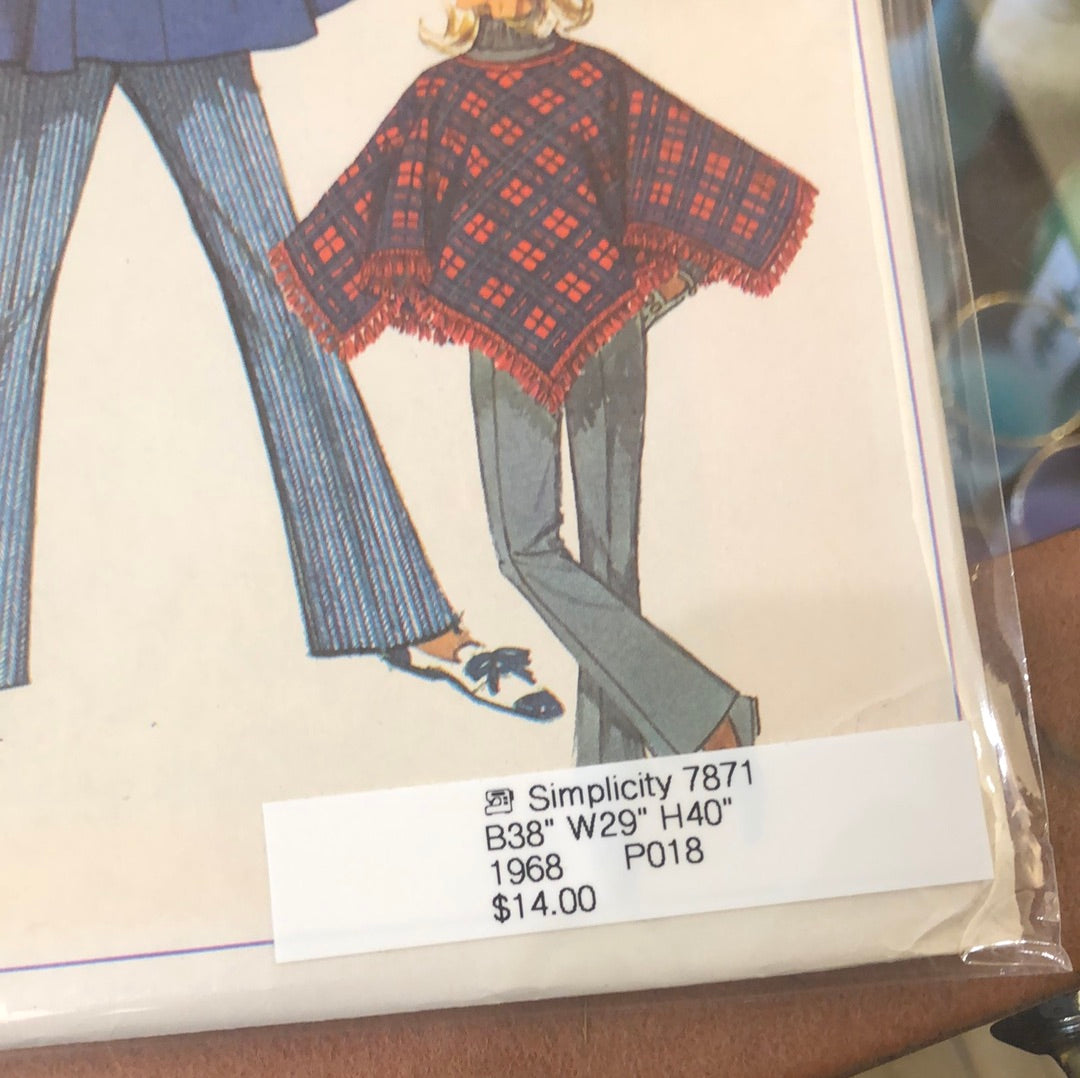 Simplicity 7871
B38" W29" H40"
1968 P018
$14.00